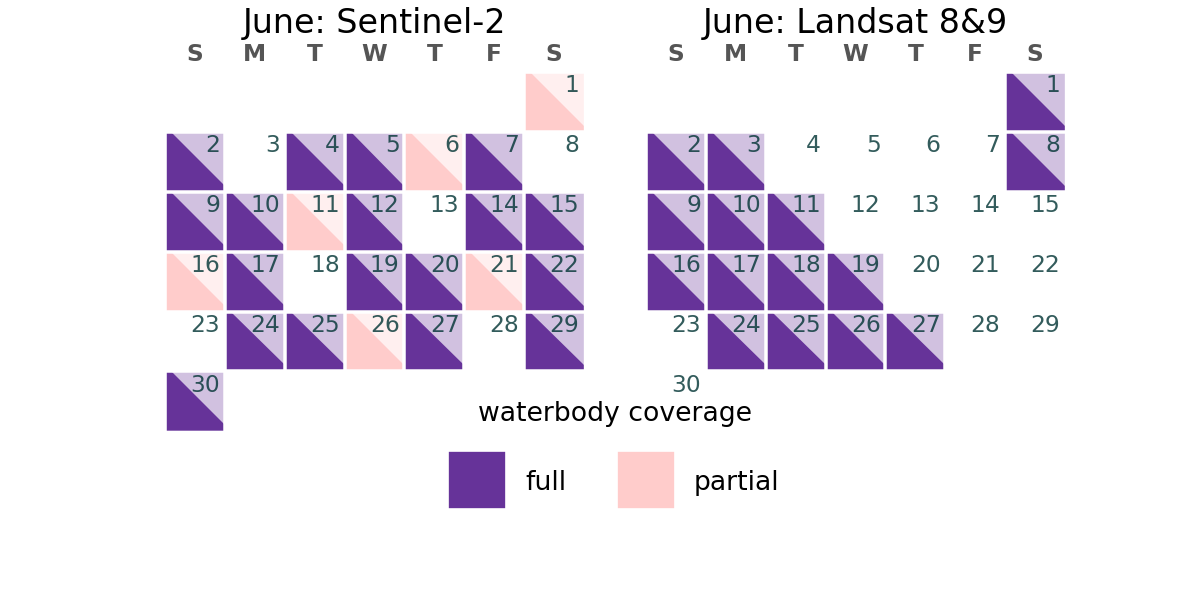 June: Sentinel-2
S M T W T F S
1
2 3 4 5 6 7 8
9 10 11 12 13 14 15
16 17 18 19 20 21 22
23 24 25 26 27 28 29
30
June: Landsat 8&9
S M T W T F S
1
2 3 4 5 6 7 8
9 10 11 12 13 14 15
16 17 18 19 20 21 22
23 24 25 26 27 28 29
30
waterbody coverage
full
partial